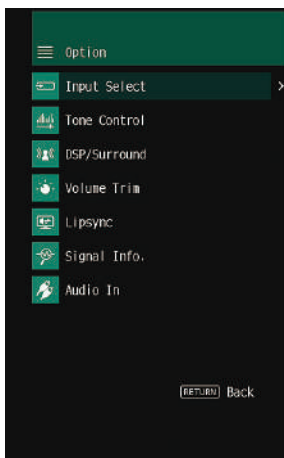 Option
Input Select
Tone Control
DSP/Surround
Volume Trim
Lipsync
Signal Info.
Audio In
RETURN Back